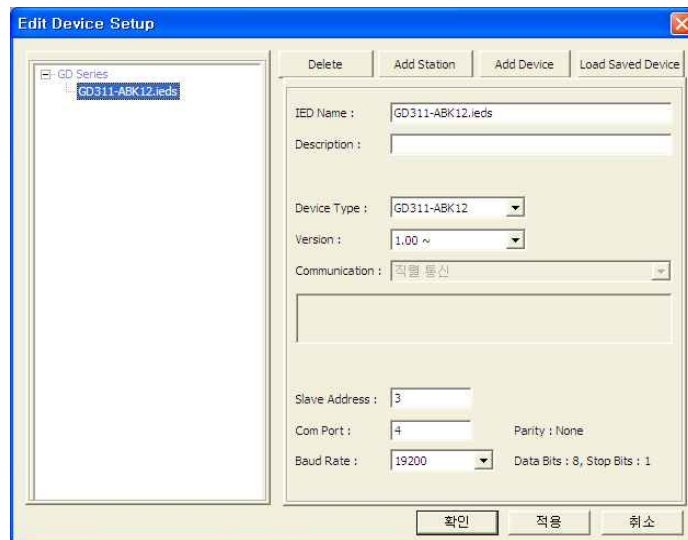 Edit Device Setup
GD Series
GD311-ABK12.ieds
Delete
Add Station
Add Device
Load Saved Device
IED Name :
GD311-ABK12.ieds
Description :
Device Type :
GD311-ABK12
Version :
1.00 ~
Communication :
직렬 통신
Slave Address :
3
Com Port :
4
Parity : None
Baud Rate :
19200
Data Bits : 8, Stop Bits : 1
확인
적용
취소